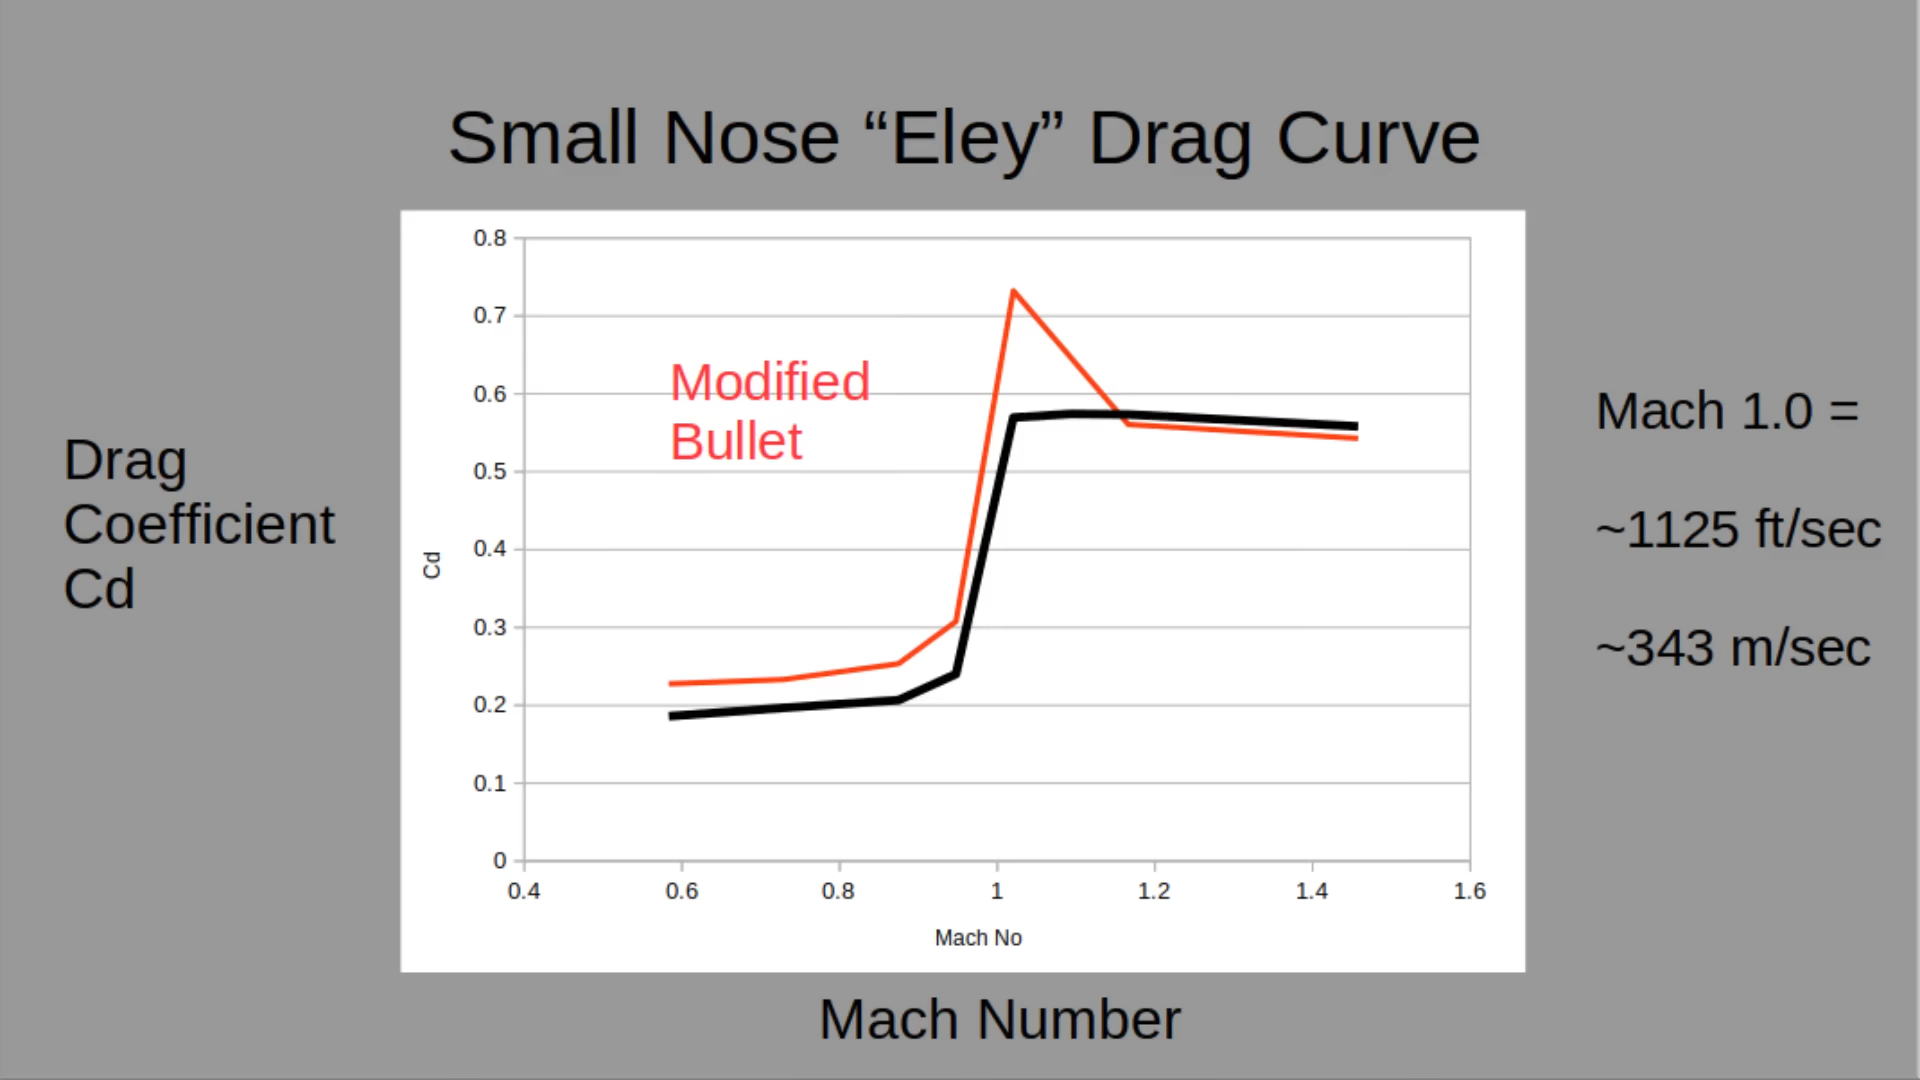 Small Nose “Eley” Drag Curve
Drag
Coefficient
Cd
Cd
0.8
0.7
0.6
0.5
0.4
0.3
0.2
0.1
0
Modified
Bullet
0.4 0.6 0.8 1 1.2 1.4 1.6
Mach No
Mach 1.0 =
~1125 ft/sec
~343 m/sec
Mach Number